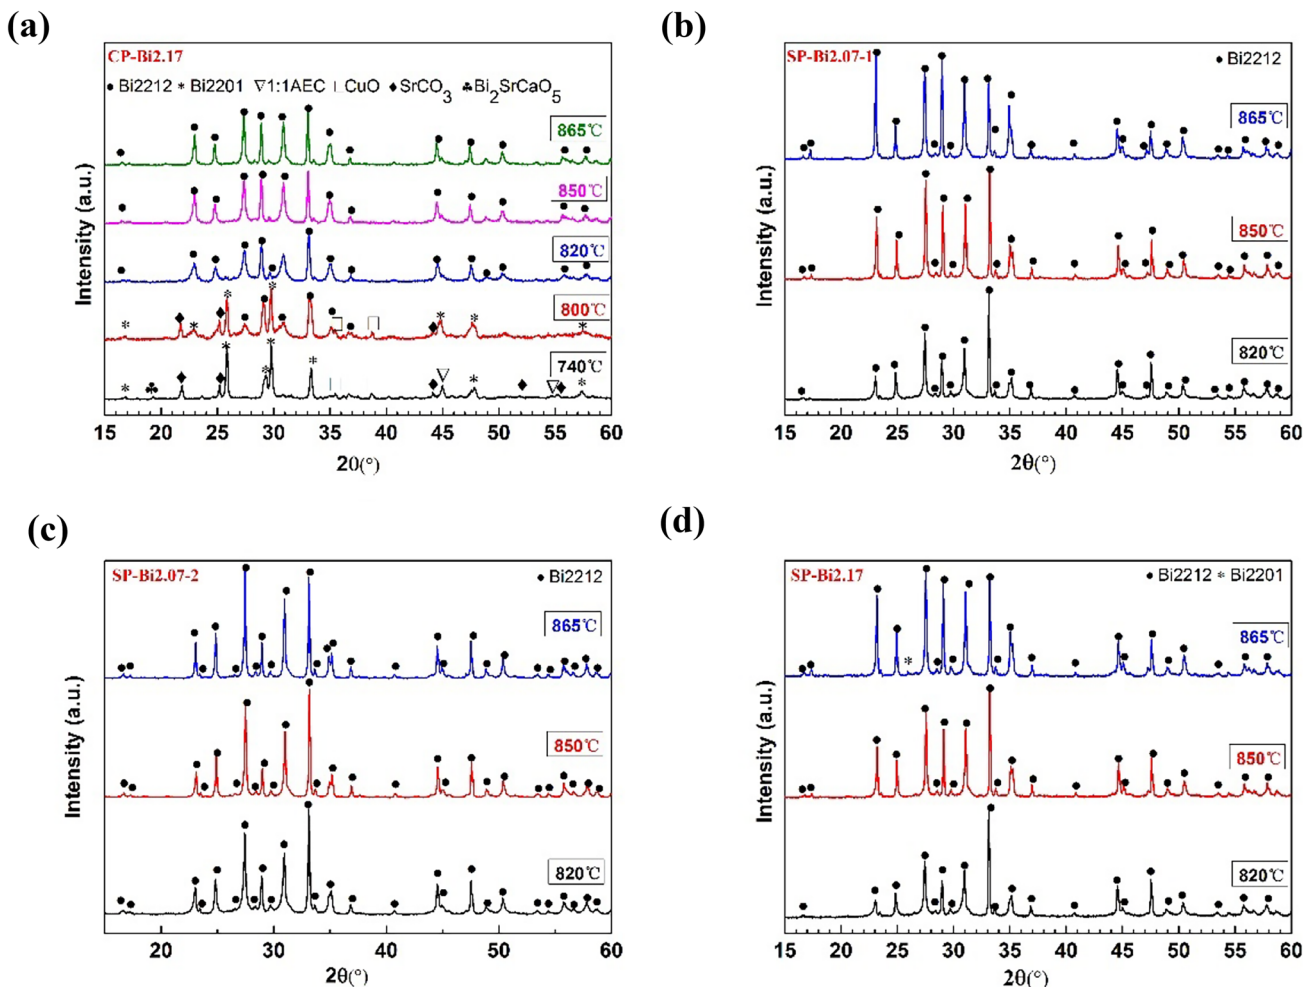 (a)
CP-Bi2.17
● Bi2212 * Bi2201 ▽1:1AEC □CuO ◆ SrCO3 ♣Bi2SrCaO5
865℃
850℃
820℃
800℃
740℃
Intensity (a.u.)
15 20 25 30 35 40 45 50 55 60
2θ(°)
(b)
SP-Bi2.07-1
● Bi2212
865℃
850℃
820℃
Intensity (a.u.)
15 20 25 30 35 40 45 50 55 60
2θ(°)
(c)
SP-Bi2.07-2
● Bi2212
865℃
850℃
820℃
Intensity (a.u.)
20 30 40 50 60
2θ(°)
(d)
SP-Bi2.17
● Bi2212 * Bi2201
865℃
850℃
820℃
Intensity (a.u.)
15 20 25 30 35 40 45 50 55 60
2θ(°)